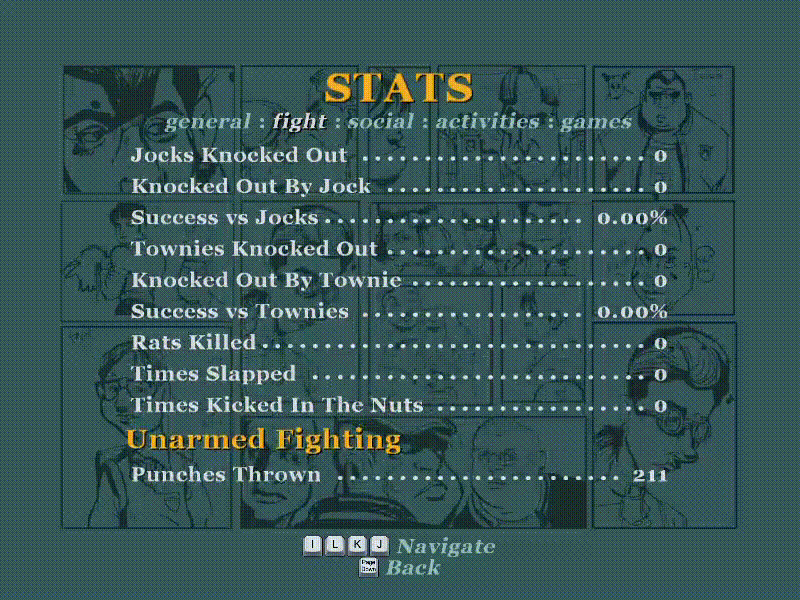 STATS
general : fight : social : activities : games
Jocks Knocked Out ........................ 0
Knocked Out By Jock ...................... 0
Success vs Jocks ...................... 0.00%
Townies Knocked Out ...................... 0
Knocked Out By Townie .................... 0
Success vs Townies ................... 0.00%
Rats Killed ................................ 0
Times Slapped ............................ 0
Times Kicked In The Nuts .................. 0
Unarmed Fighting
Punches Thrown ........................ 211
I L K J Navigate
Page Down Back